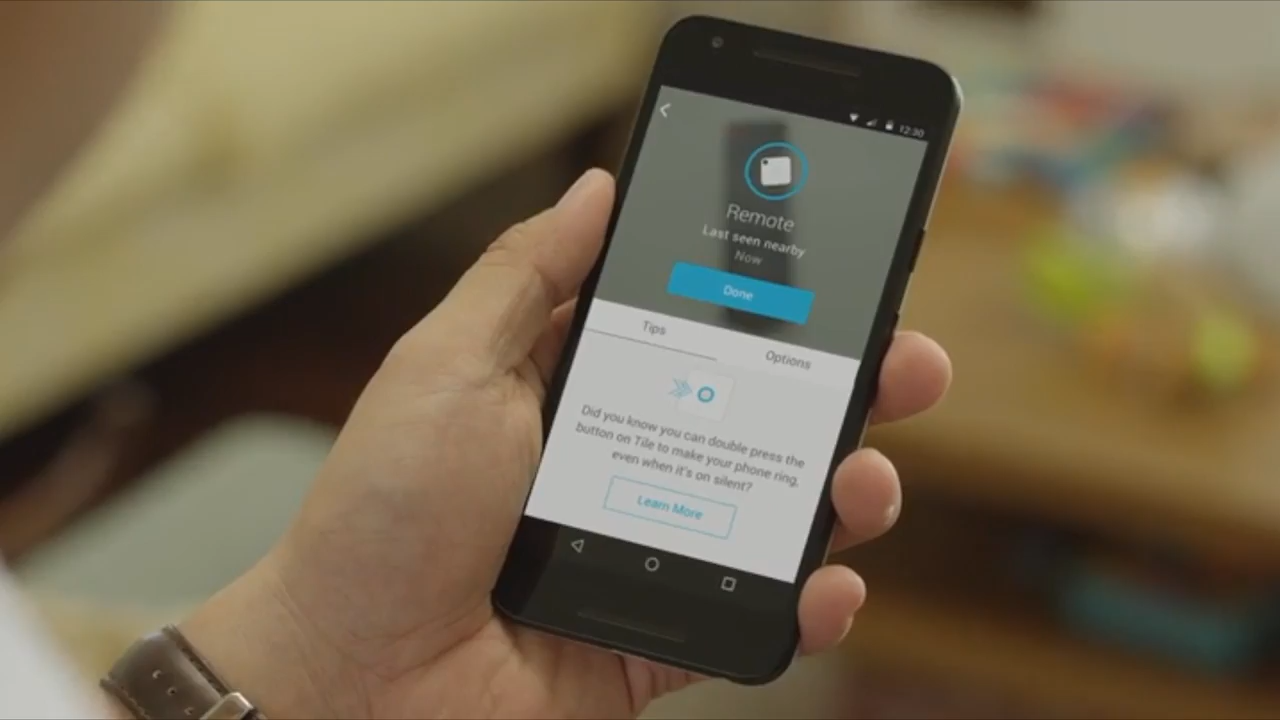 12:30
Remote
Last seen nearby
Now
Done
Tips
Options
Did you know you can double press the
button on Tile to make your phone ring,
even when it's on silent?
Learn More